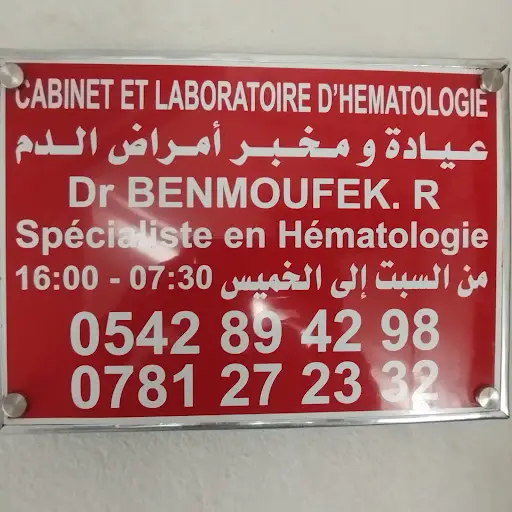 CABINET ET LABORATOIRE D'HEMATOLOGIE
عيادة و مخبر أمراض الدم
Dr BENMOUFEK. R
Spécialiste en Hématologie
من السبت إلى الخميس 07:30 - 16:00
0542 89 42 98
0781 27 23 32